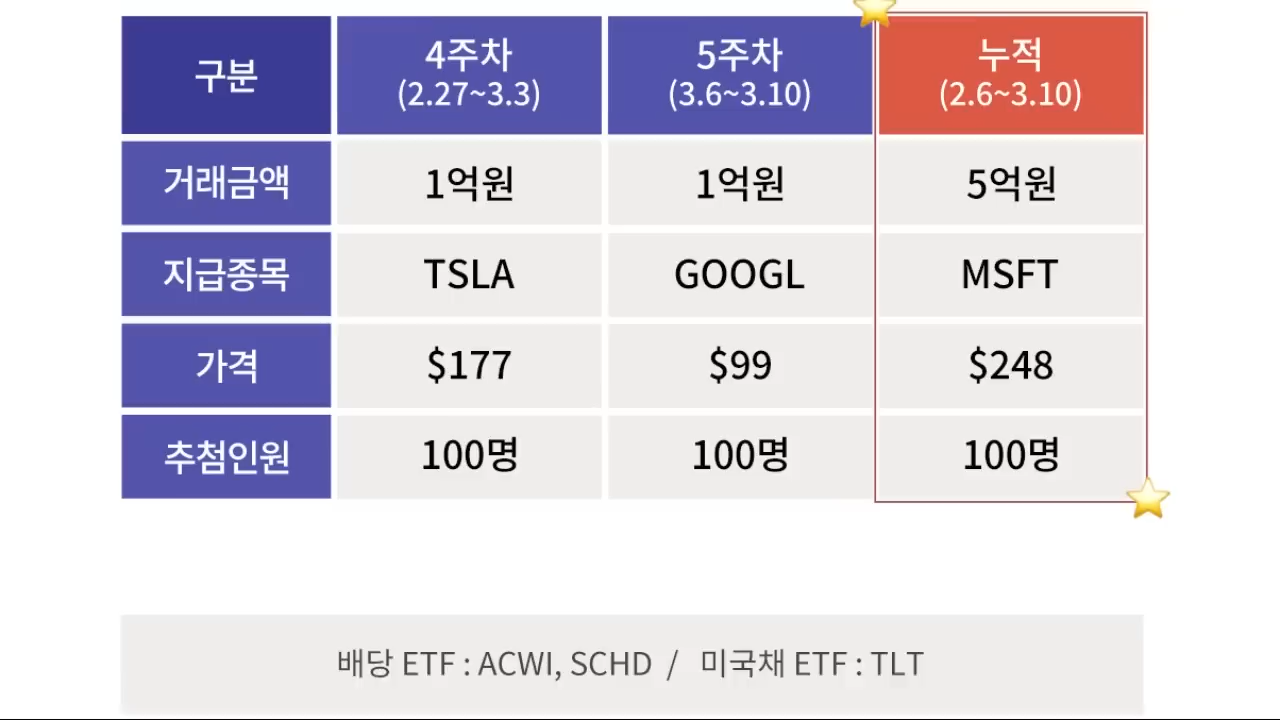 구분 4주차 5주차 누적
(2.27~3.3) (3.6~3.10) (2.6~3.10)
거래금액 1억원 1억원 5억원
지급종목 TSLA GOOGL MSFT
가격 $177 $99 $248
추첨인원 100명 100명 100명
배당 ETF : ACWI, SCHD / 미국채 ETF : TLT